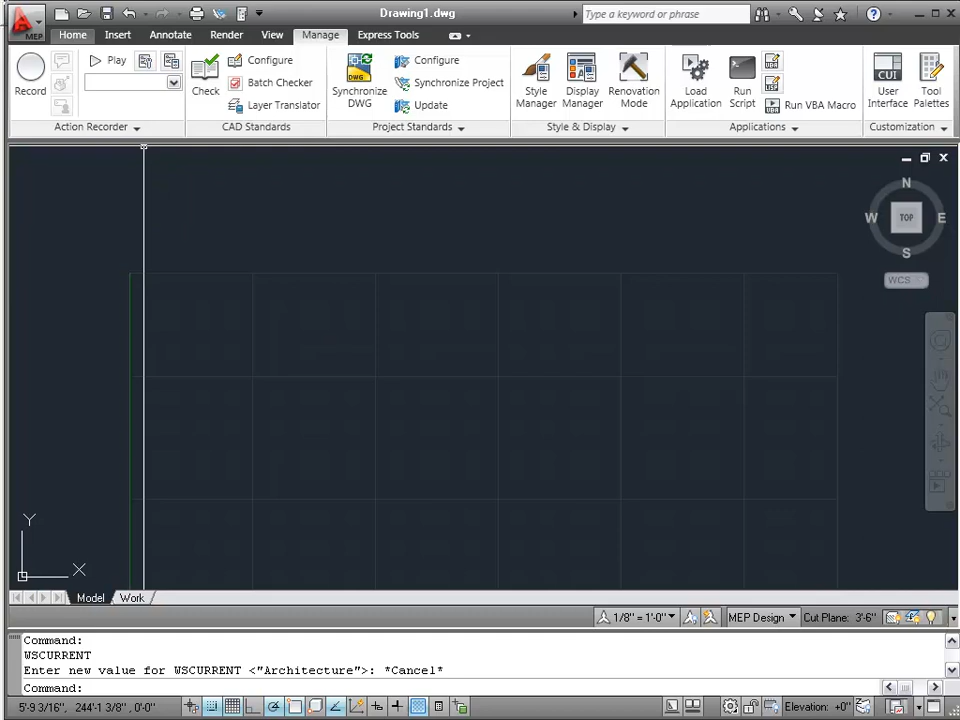 Drawing1.dwg
Type a keyword or phrase
MEP
Home Insert Annotate Render View Manage Express Tools
Record
Play
Action Recorder
Check
Configure
Batch Checker
Layer Translator
CAD Standards
DWG
Synchronize
DWG
Configure
Synchronize Project
Update
Project Standards
Style
Manager
Display
Manager
Renovation
Mode
Style & Display
Load
Application
Run
Script
Run VBA Macro
Applications
CUI
User
Interface
Tool
Palettes
Customization
N
W TOP E
S
WCS
Y
X
Model Work
1/8" = 1'-0" MEP Design Cut Plane: 3'-6"
Command:
WSCURRENT
Enter new value for WSCURRENT <"Architecture">: *Cancel*
Command:
5'-9 3/16", 244'-1 3/8", 0'-0" Elevation: +0"